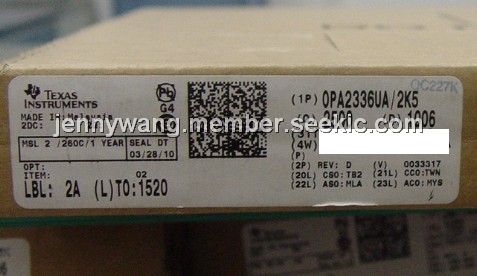 QC227K
TEXAS
INSTRUMENTS
MADE IN: Malaysia
2DC:
Pb
G4
(1P) OPA2336UA/2K5
jennywang.member.seekic.com
MSL 2 /260C/1 YEAR SEAL DT
03/28/10
OPT:
ITEM: 02
LBL: 2A (L)TO:1520
(4W) A
(P)
(2P) REV: D (V) 0033317
(20L) CSO:TB2 (21L) CCO:TWN
(22L) ASO:MLA (23L) ACO:MYS